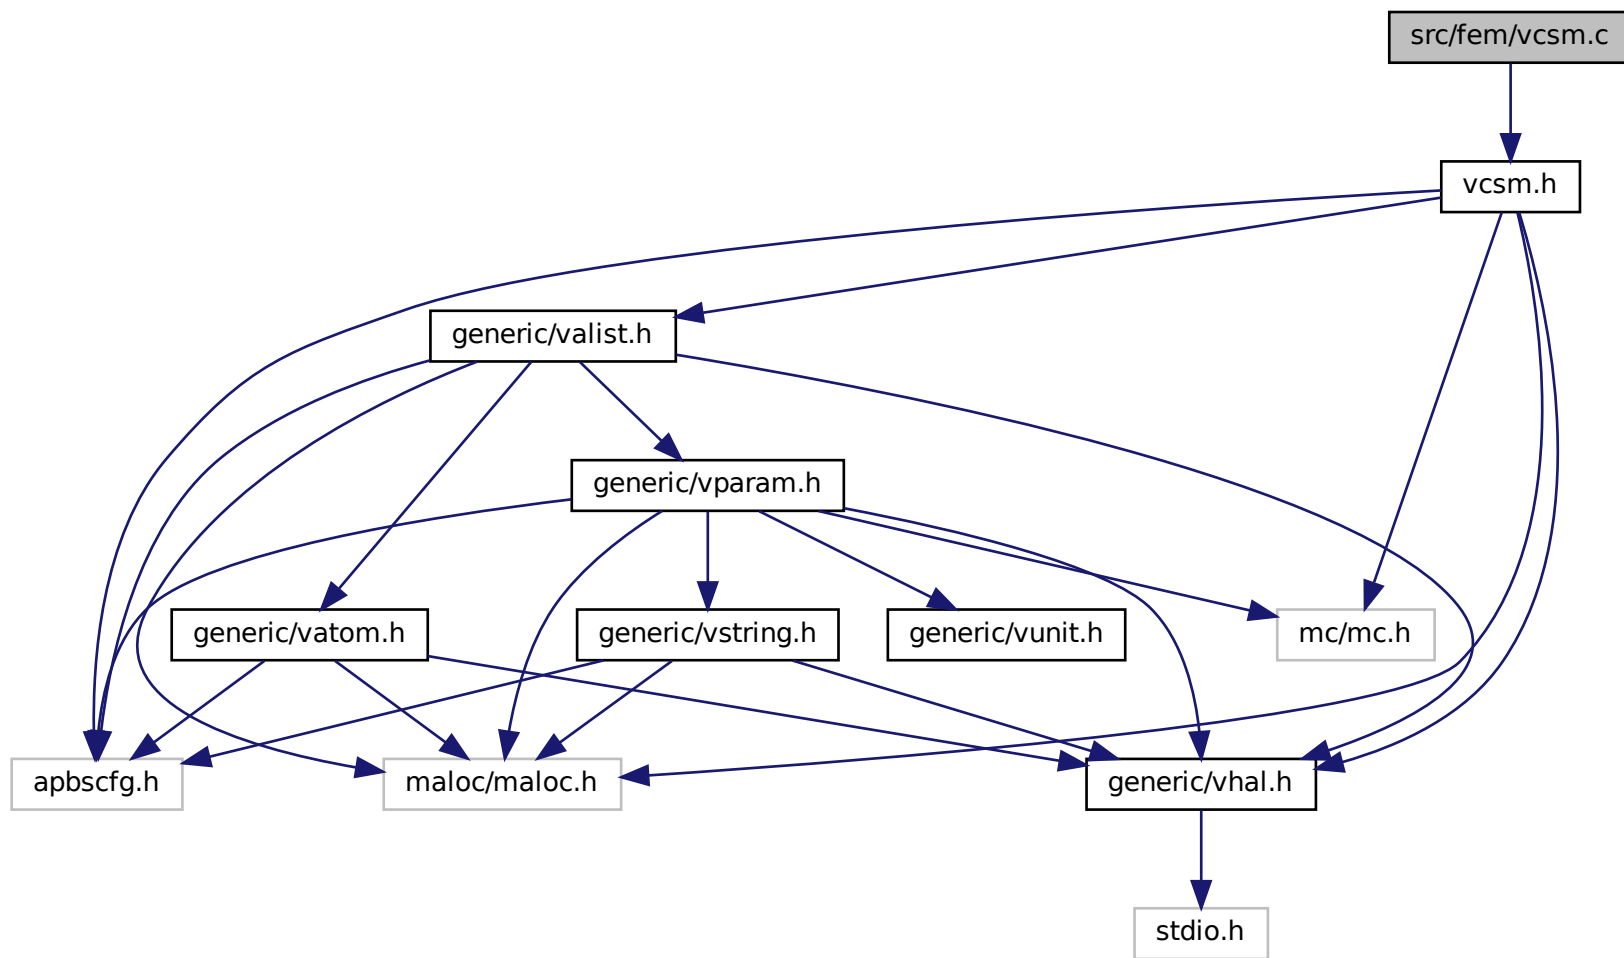 src/fem/vcsm.c
vcsm.h
generic/valist.h
generic/vparam.h
generic/vatom.h
generic/vstring.h
generic/vunit.h
mc/mc.h
apbscfg.h
maloc/maloc.h
generic/vhal.h
stdio.h